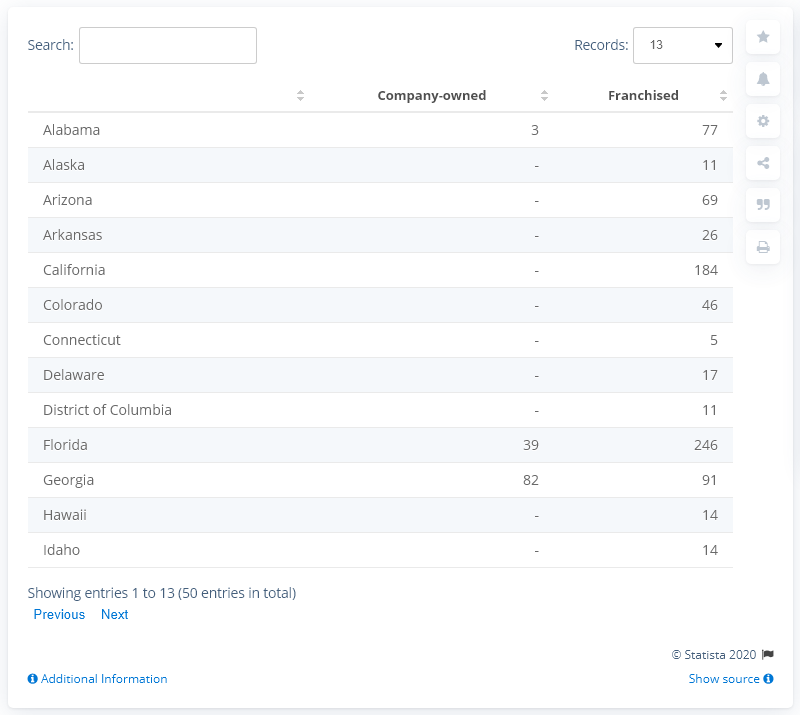 Search:
Records: 13
Company-owned Franchised
Alabama 3 77
Alaska - 11
Arizona - 69
Arkansas - 26
California - 184
Colorado - 46
Connecticut - 5
Delaware - 17
District of Columbia - 11
Florida 39 246
Georgia 82 91
Hawaii - 14
Idaho - 14
Showing entries 1 to 13 (50 entries in total)
Previous Next
© Statista 2020
Additional Information
Show source